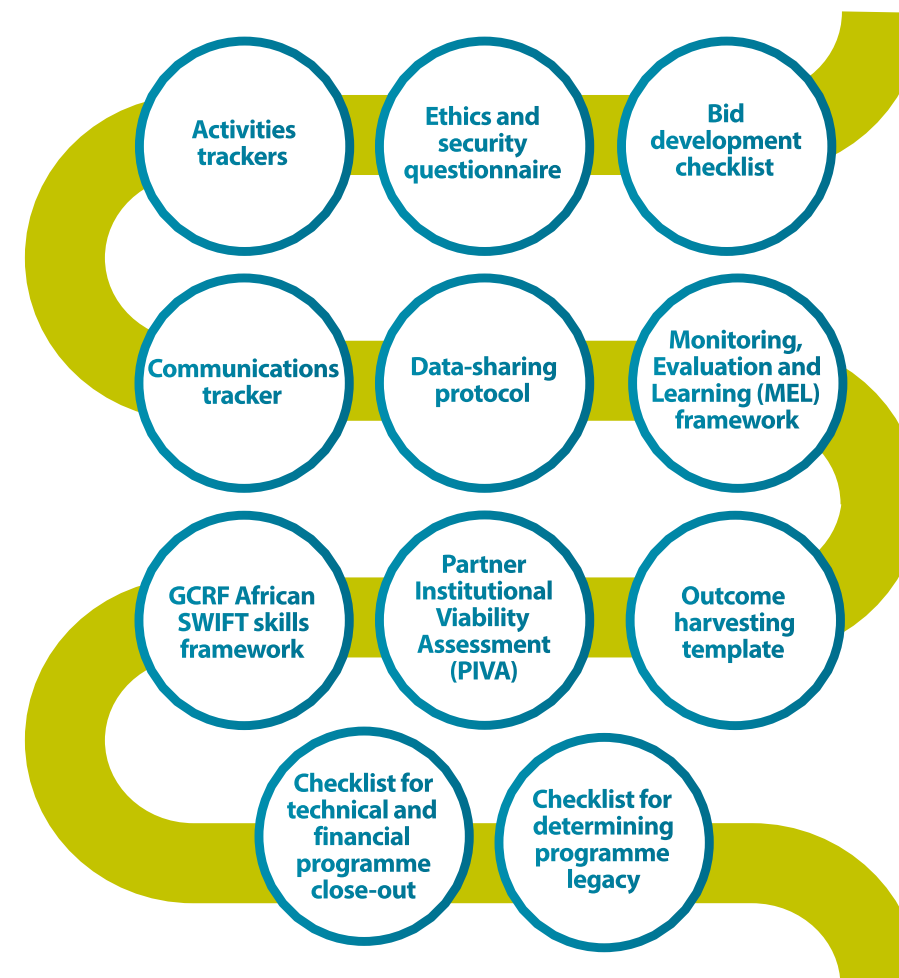 Activities
trackers
Ethics and
security
questionnaire
Bid
development
checklist
Communications
tracker
Data-sharing
protocol
Monitoring,
Evaluation and
Learning (MEL)
framework
GCRF African
SWIFT skills
framework
Partner
Institutional
Viability
Assessment
(PIVA)
Outcome
harvesting
template
Checklist for
technical and
financial
programme
close-out
Checklist for
determining
programme
legacy